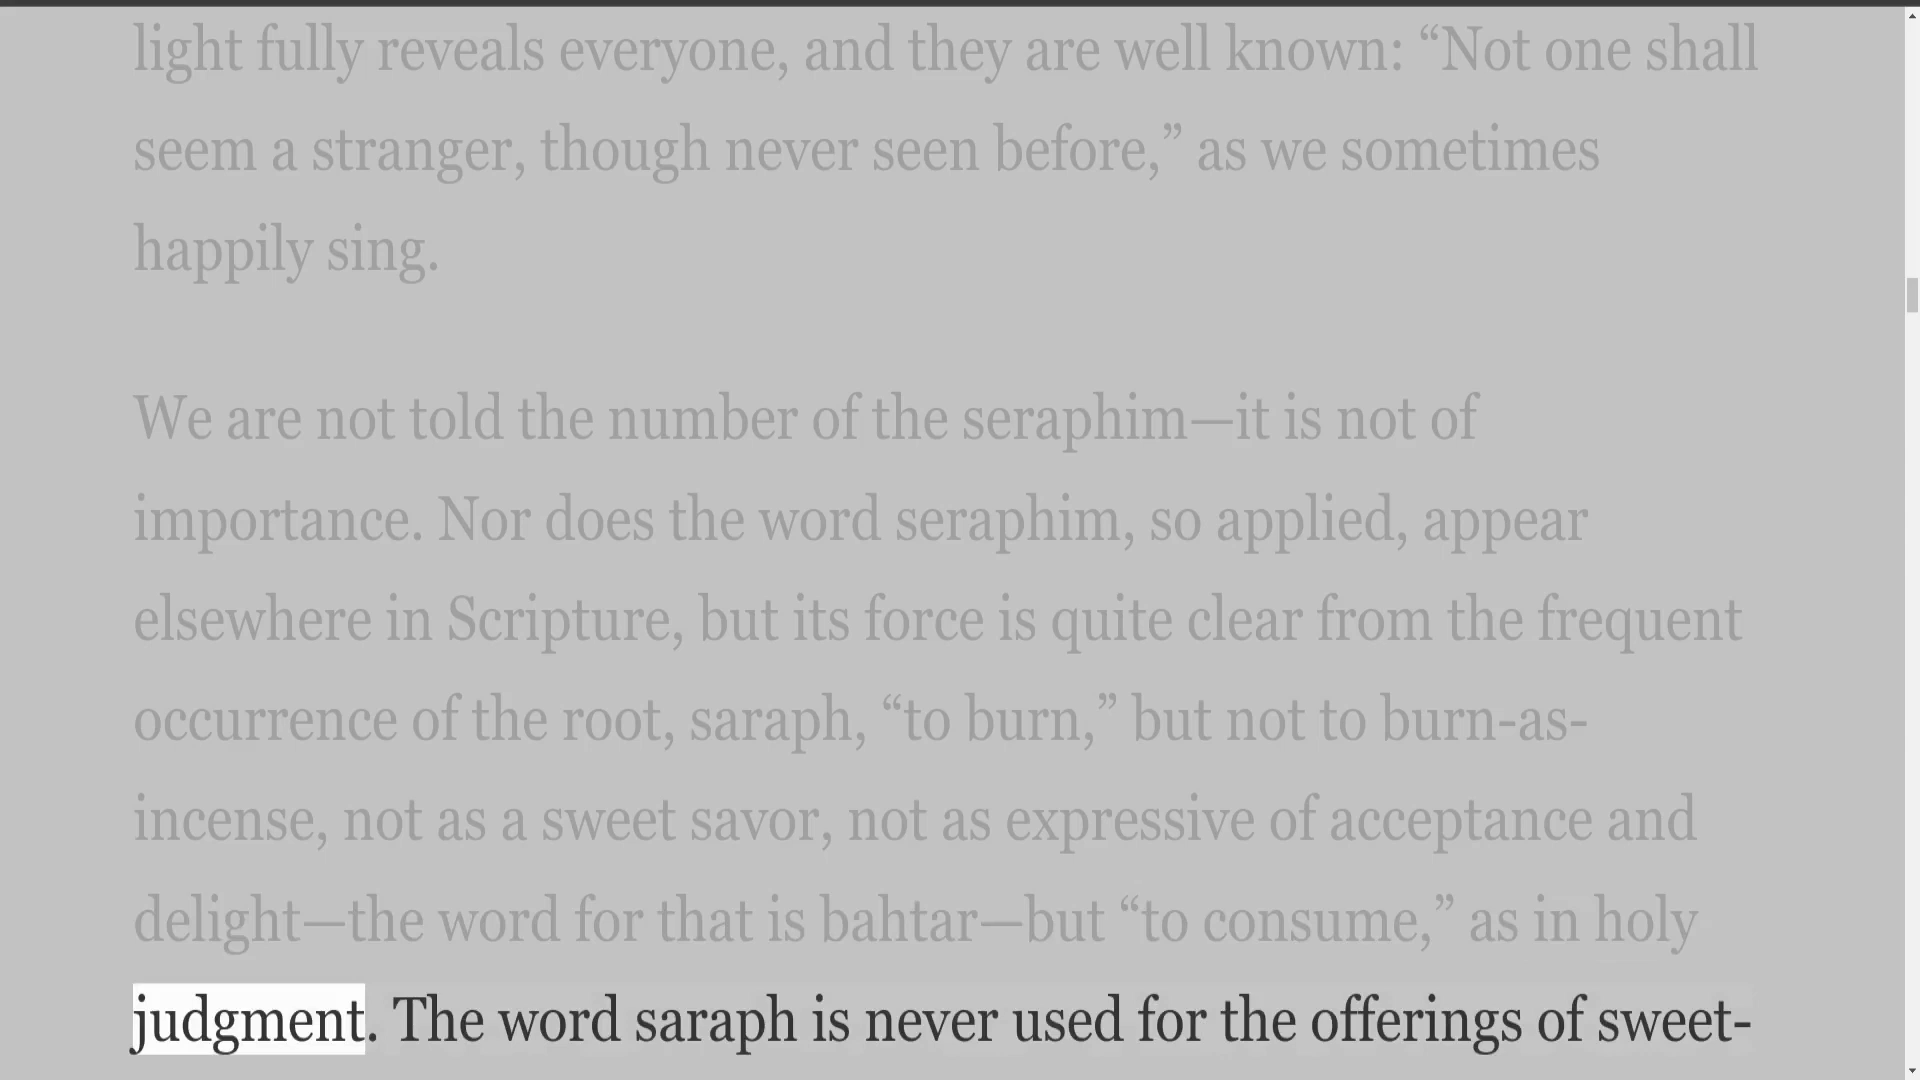 light fully reveals everyone, and they are well known: “Not one shall
seem a stranger, though never seen before,” as we sometimes
happily sing.
We are not told the number of the seraphim—it is not of
importance. Nor does the word seraphim, so applied, appear
elsewhere in Scripture, but its force is quite clear from the frequent
occurrence of the root, saraph, “to burn,” but not to burn-as-
incense, not as a sweet savor, not as expressive of acceptance and
delight—the word for that is bahtar—but “to consume,” as in holy
judgment. The word saraph is never used for the offerings of sweet-